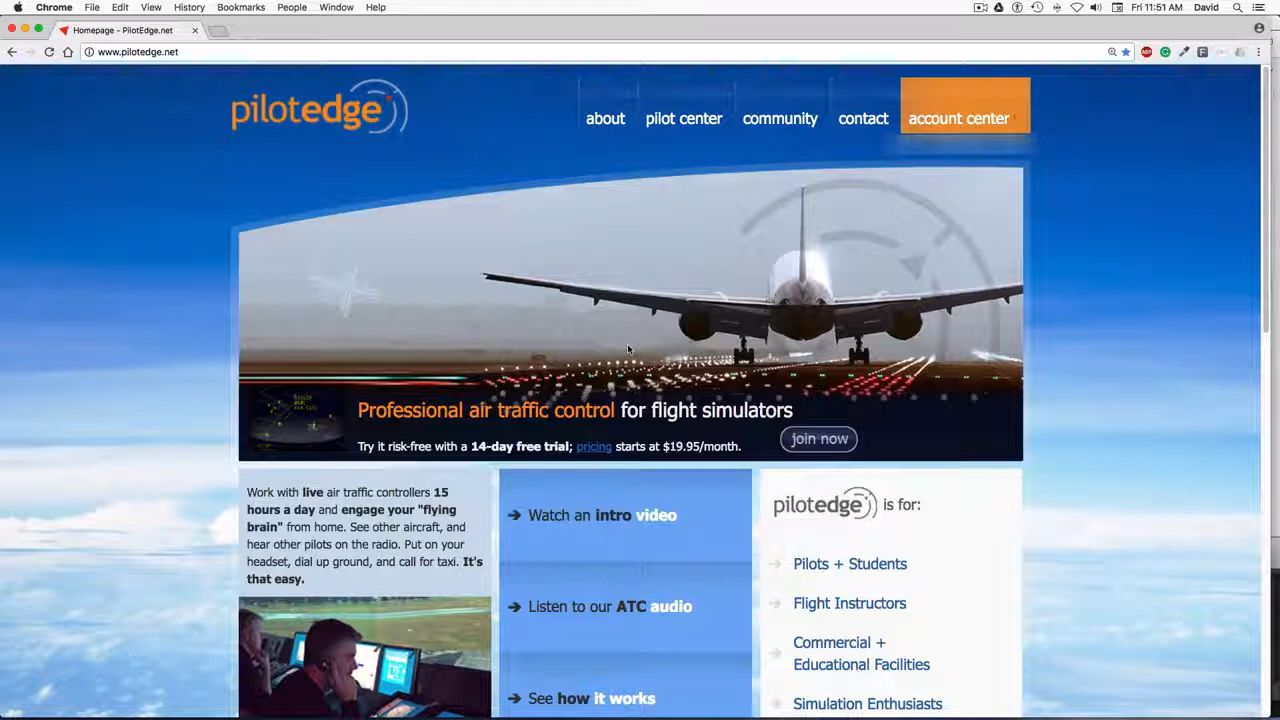 Chrome File Edit View History Bookmarks People Window Help Fri 11:51 AM David
Homepage - PilotEdge.net
www.pilotedge.net
pilotedge
about pilot center community contact account center
Professional air traffic control for flight simulators
Try it risk-free with a 14-day free trial; pricing starts at $19.95/month.
join now
Work with live air traffic controllers 15
hours a day and engage your "flying
brain" from home. See other aircraft, and
hear other pilots on the radio. Put on your
headset, dial up ground, and call for taxi. It's
that easy.
Watch an intro video
Listen to our ATC audio
See how it works
pilotedge is for:
Pilots + Students
Flight Instructors
Commercial +
Educational Facilities
Simulation Enthusiasts